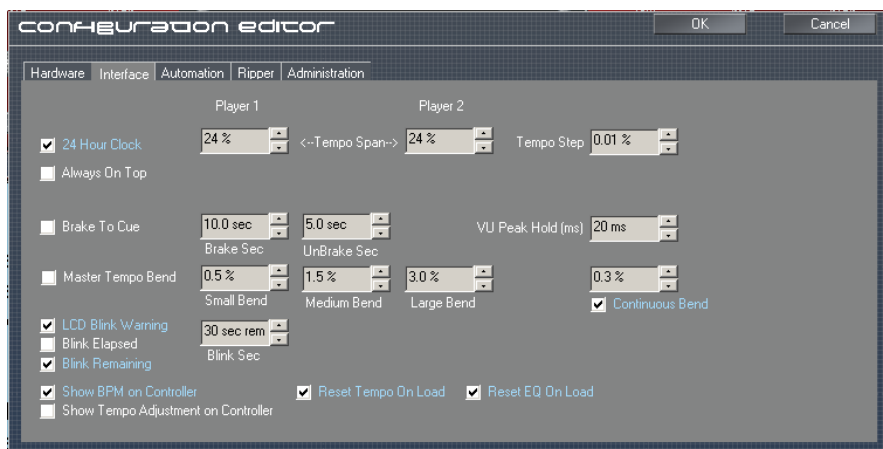 configuration editor OK Cancel
Hardware Interface Automation Ripper Administration
Player 1 Player 2
24 Hour Clock 24 % <--Tempo Span--> 24 % Tempo Step 0.01 %
Always On Top
Brake To Cue 10.0 sec 5.0 sec VU Peak Hold (ms) 20 ms
Brake Sec UnBrake Sec
Master Tempo Bend 0.5 % 1.5 % 3.0 % 0.3 %
Small Bend Medium Bend Large Bend Continuous Bend
LCD Blink Warning 30 sec rem
Blink Elapsed
Blink Sec
Blink Remaining
Show BPM on Controller Reset Tempo On Load Reset EQ On Load
Show Tempo Adjustment on Controller